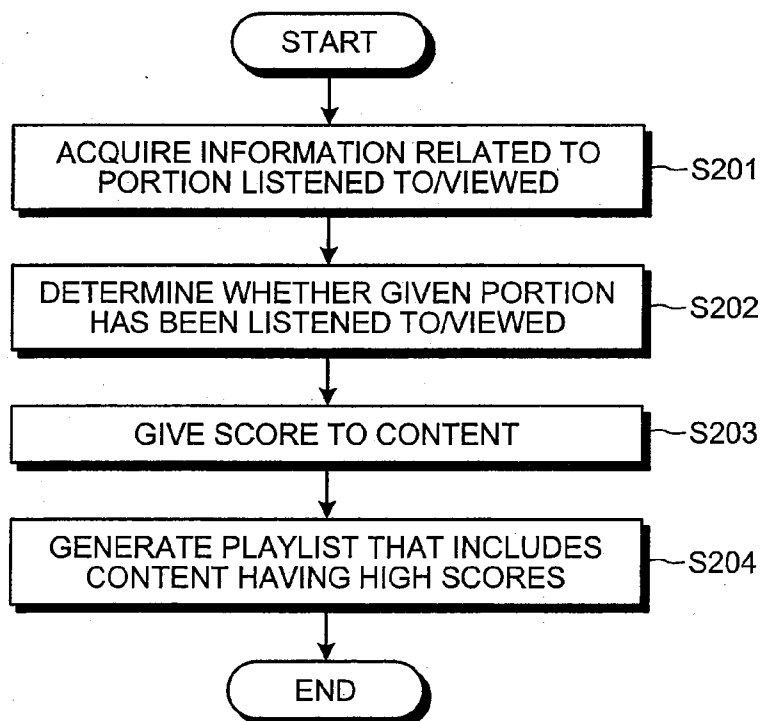 START
ACQUIRE INFORMATION RELATED TO
PORTION LISTENED TO/VIEWED
S201
DETERMINE WHETHER GIVEN PORTION
HAS BEEN LISTENED TO/VIEWED
S202
GIVE SCORE TO CONTENT
S203
GENERATE PLAYLIST THAT INCLUDES
CONTENT HAVING HIGH SCORES
S204
END